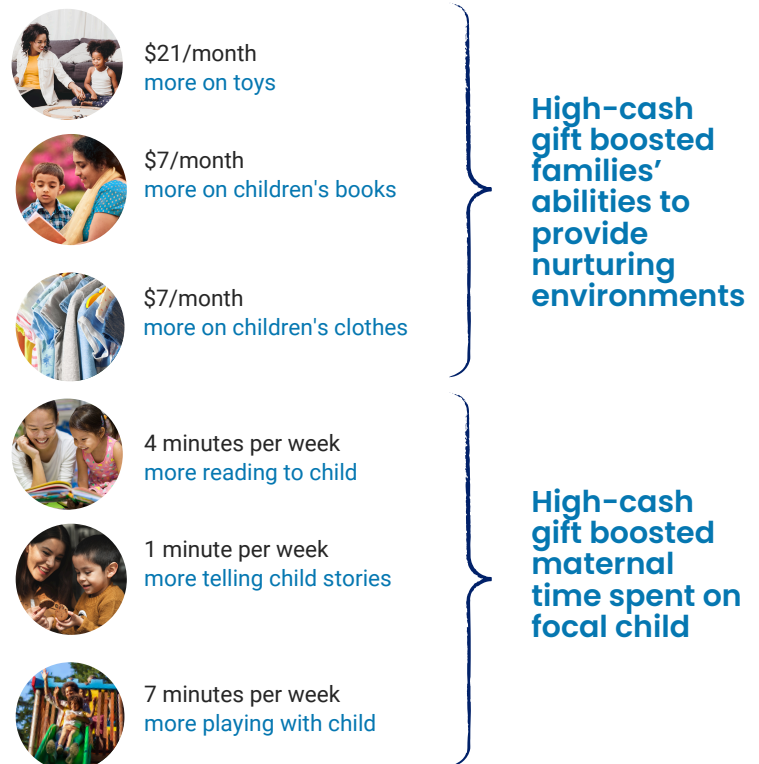 $21/month
more on toys
$7/month
more on children's books
$7/month
more on children's clothes
High-cash
gift boosted
families’
abilities to
provide
nurturing
environments
4 minutes per week
more reading to child
1 minute per week
more telling child stories
7 minutes per week
more playing with child
High-cash
gift boosted
maternal
time spent on
focal child